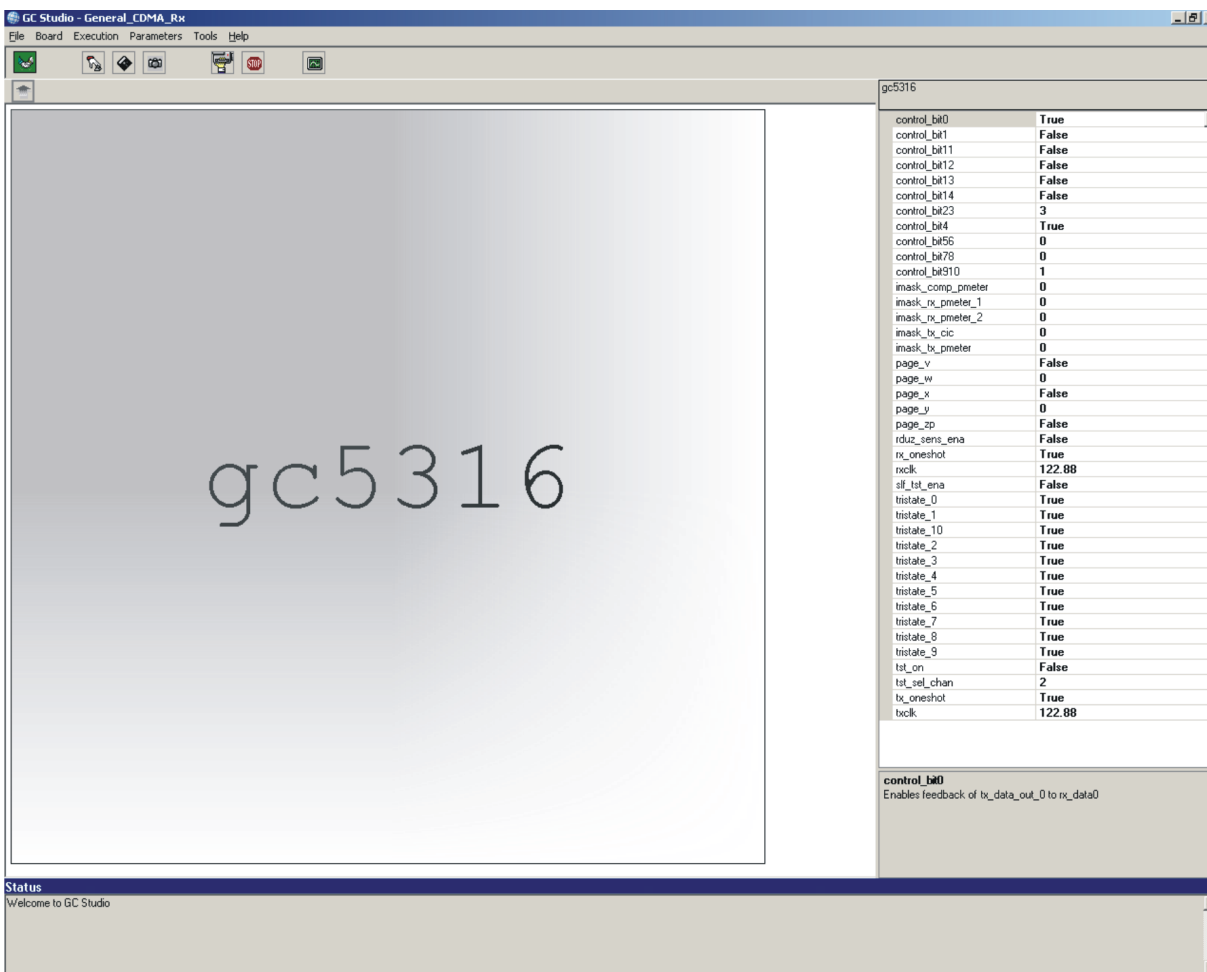 GC Studio - General_CDMA_Rx
File Board Execution Parameters Tools Help
STOP
gc5316
gc5316
control_bit0 True
control_bit1 False
control_bit11 False
control_bit12 False
control_bit13 False
control_bit14 False
control_bit23 3
control_bit4 True
control_bit56 0
control_bit78 0
control_bit910 1
imask_comp_pmeter 0
imask_rx_pmeter_1 0
imask_rx_pmeter_2 0
imask_tx_cic 0
imask_tx_pmeter 0
page_v False
page_w 0
page_x False
page_y 0
page_zp False
rduz_sens_ena False
rx_oneshot True
rxclk 122.88
slf_tst_ena False
tristate_0 True
tristate_1 True
tristate_10 True
tristate_2 True
tristate_3 True
tristate_4 True
tristate_5 True
tristate_6 True
tristate_7 True
tristate_8 True
tristate_9 True
tst_on False
tst_sel_chan 2
tx_oneshot True
txclk 122.88
control_bit0
Enables feedback of tx_data_out_0 to rx_data0
Status
Welcome to GC Studio